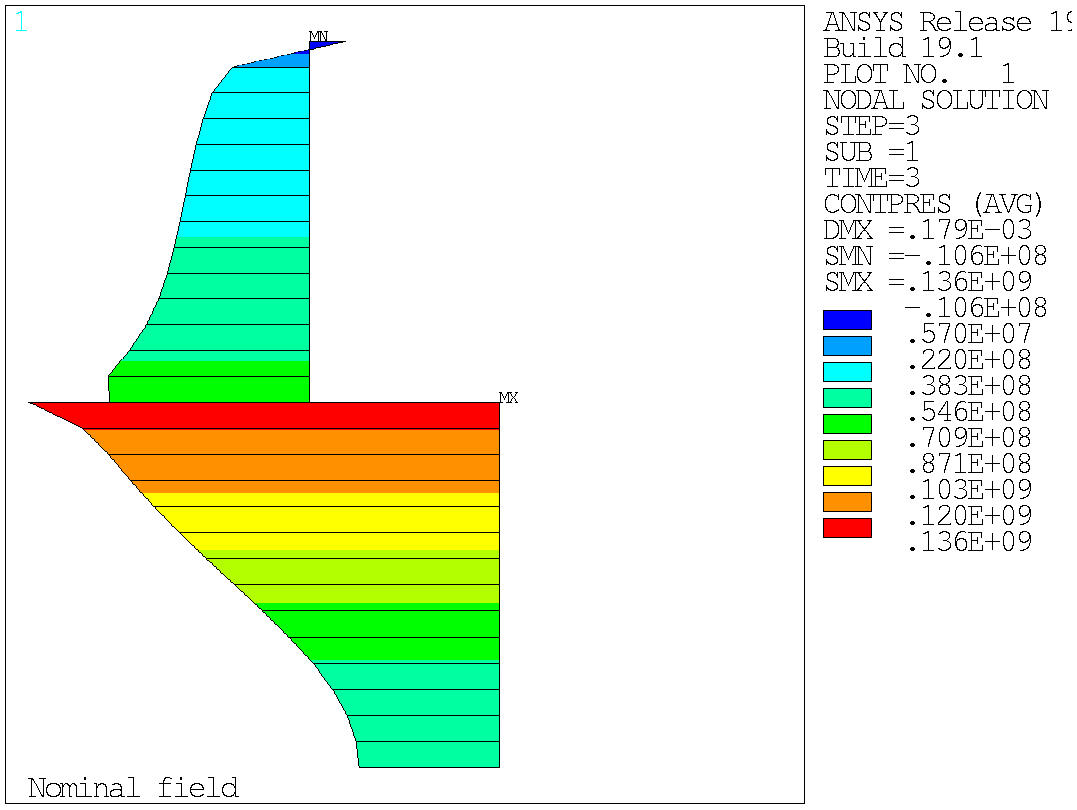 1
MN
MX
Nominal field
ANSYS Release 19
Build 19.1
PLOT NO. 1
NODAL SOLUTION
STEP=3
SUB =1
TIME=3
CONTPRES (AVG)
DMX =.179E-03
SMN =-.106E+08
SMX =.136E+09
-.106E+08
.570E+07
.220E+08
.383E+08
.546E+08
.709E+08
.871E+08
.103E+09
.120E+09
.136E+09